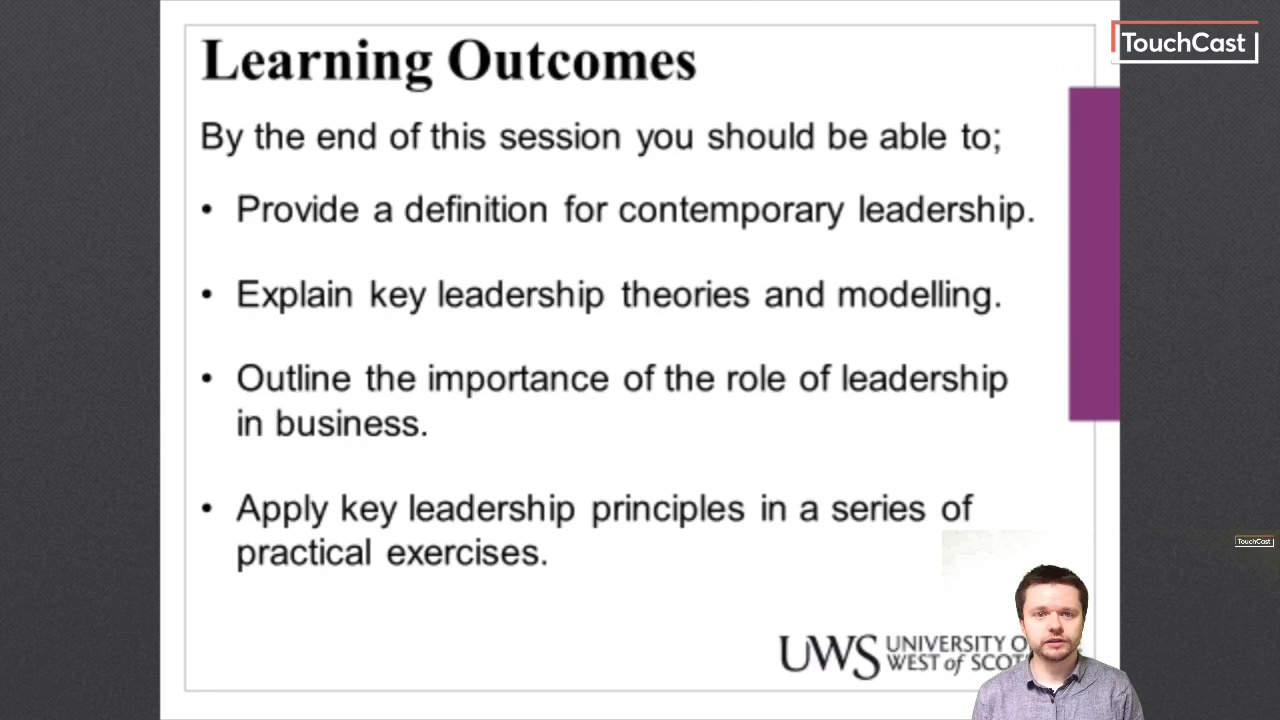 Learning Outcomes
TouchCast
By the end of this session you should be able to;
• Provide a definition for contemporary leadership.
• Explain key leadership theories and modelling.
• Outline the importance of the role of leadership
in business.
• Apply key leadership principles in a series of
practical exercises.
TouchCast
UWS UNIVERSITY
WEST of